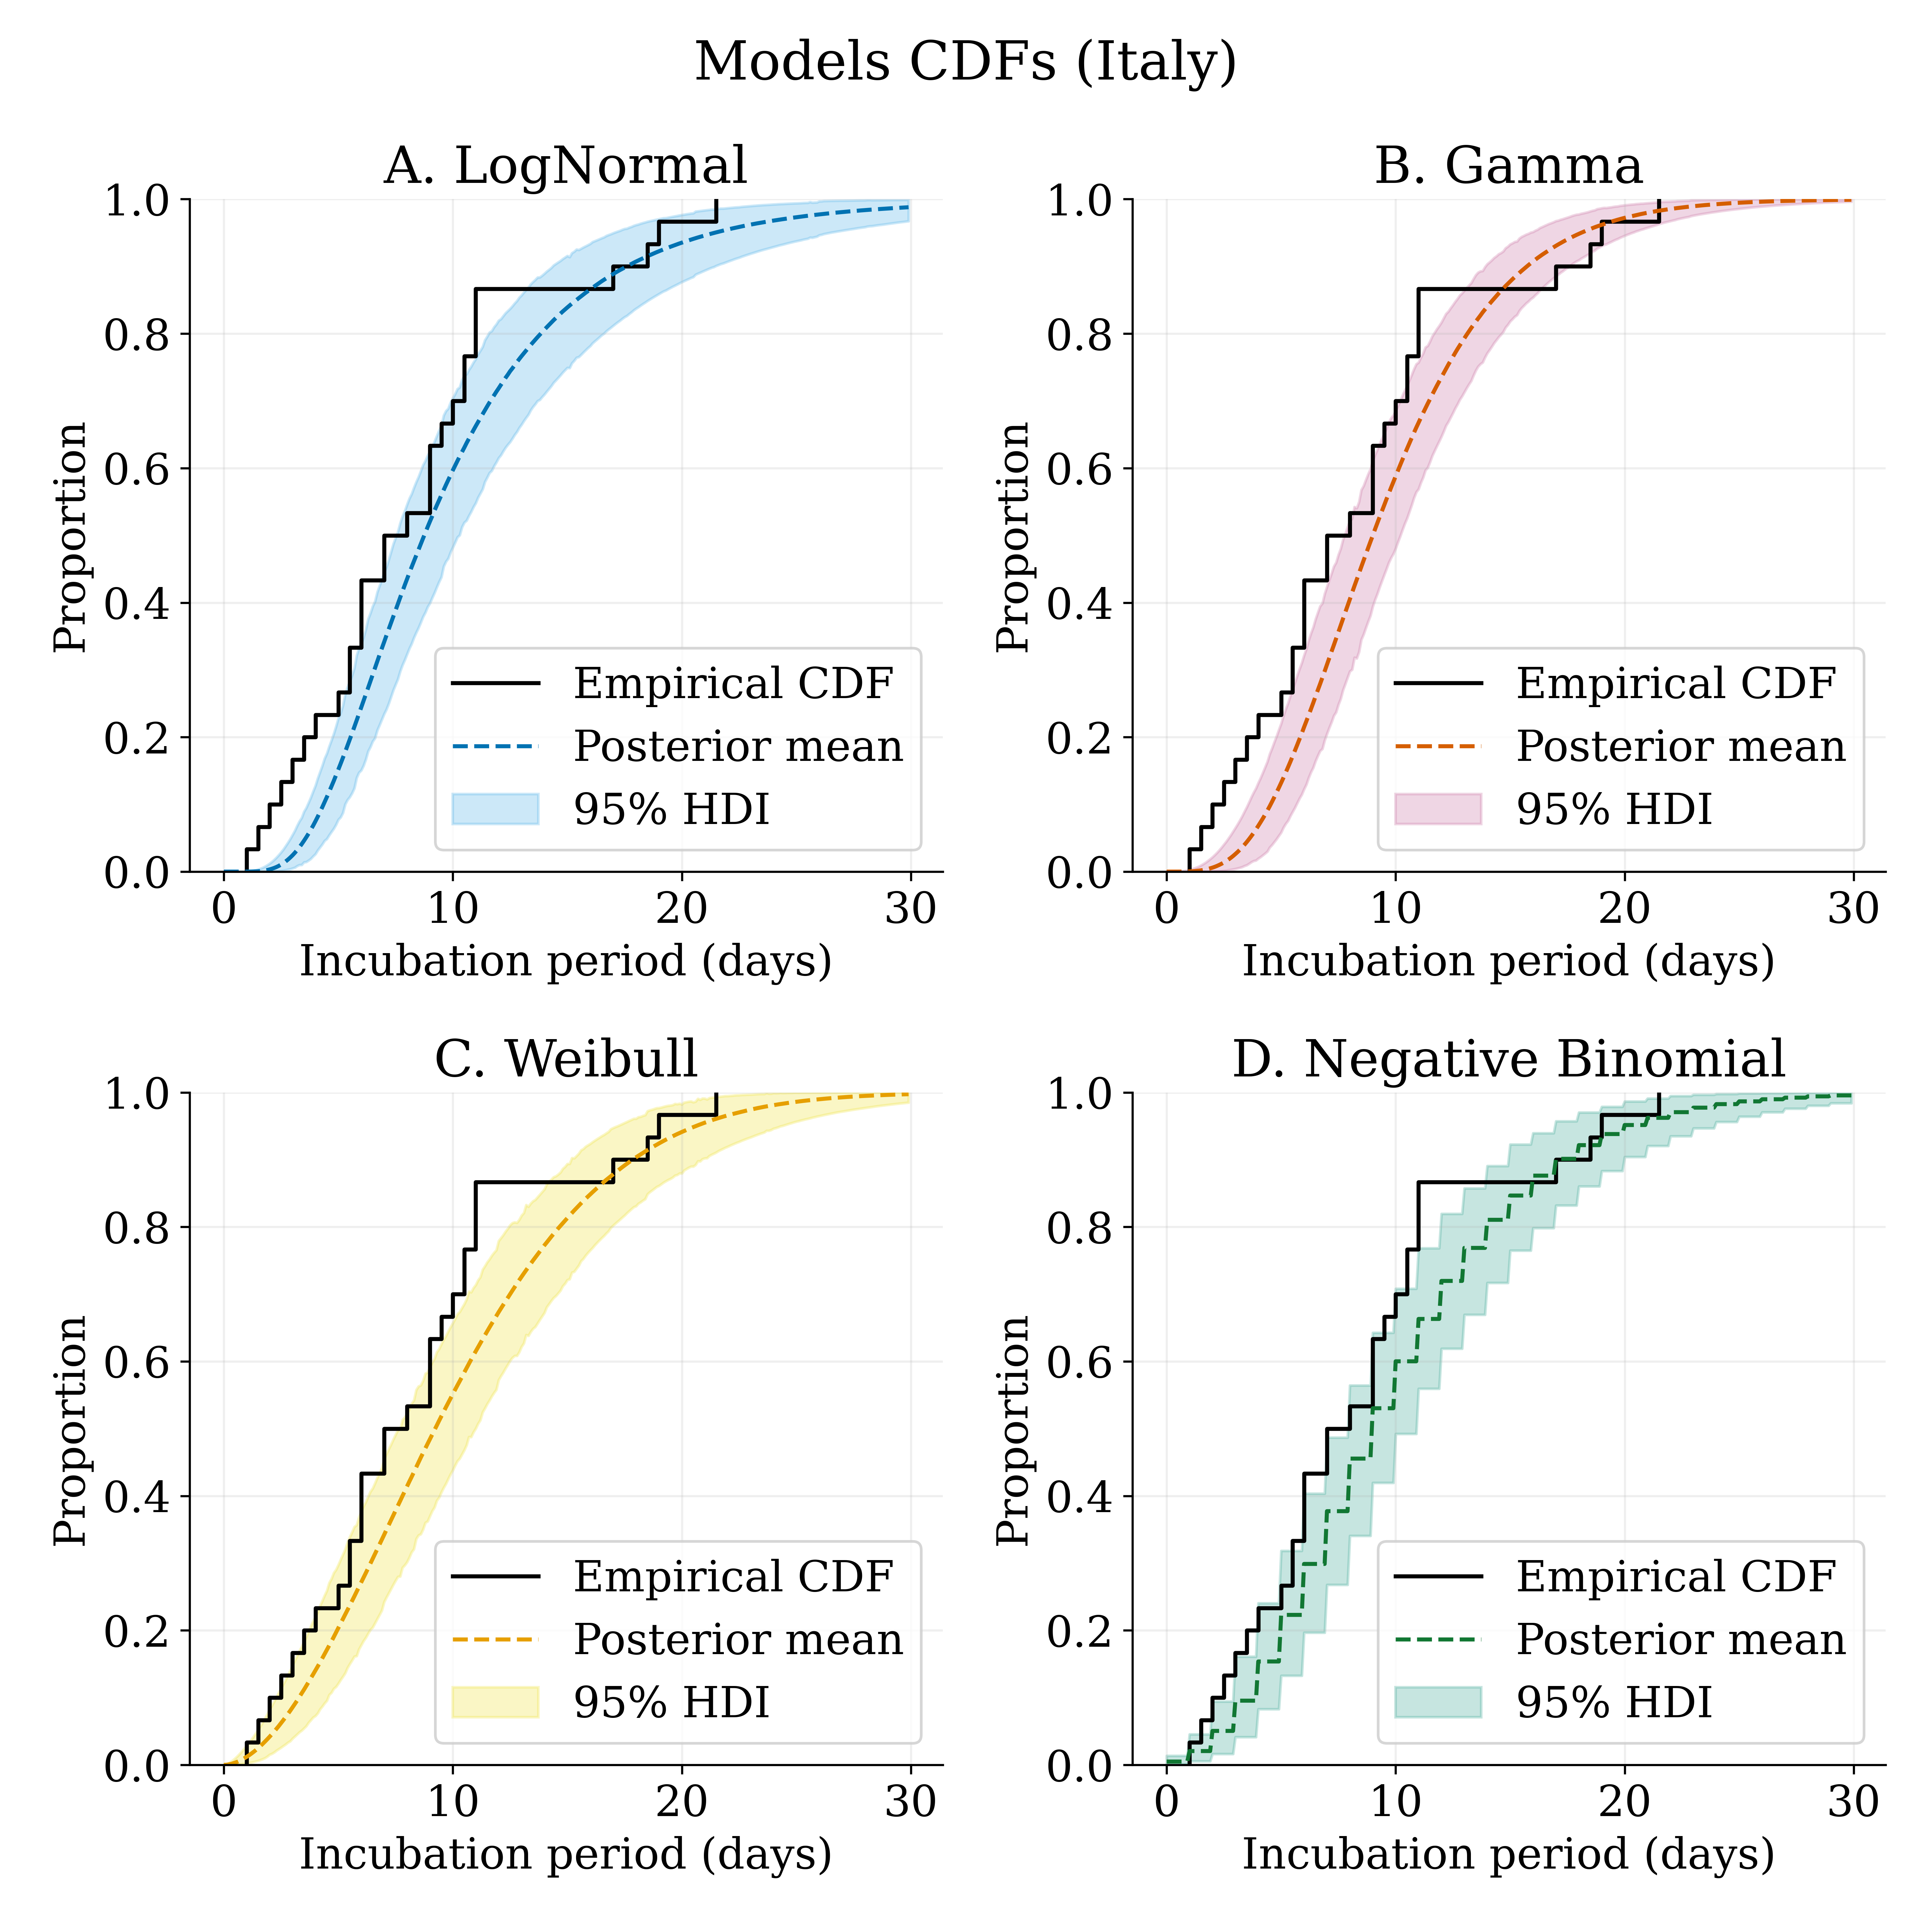 Models CDFs (Italy)
A. LogNormal
1.0
0.8
0.6
0.4
0.2
0.0
Proportion
Empirical CDF
Posterior mean
95% HDI
0 10 20 30
Incubation period (days)
B. Gamma
1.0
0.8
0.6
0.4
0.2
0.0
Proportion
Empirical CDF
Posterior mean
95% HDI
0 10 20 30
Incubation period (days)
C. Weibull
1.0
0.8
0.6
0.4
0.2
0.0
Proportion
Empirical CDF
Posterior mean
95% HDI
0 10 20 30
Incubation period (days)
D. Negative Binomial
1.0
0.8
0.6
0.4
0.2
0.0
Proportion
Empirical CDF
Posterior mean
95% HDI
0 10 20 30
Incubation period (days)